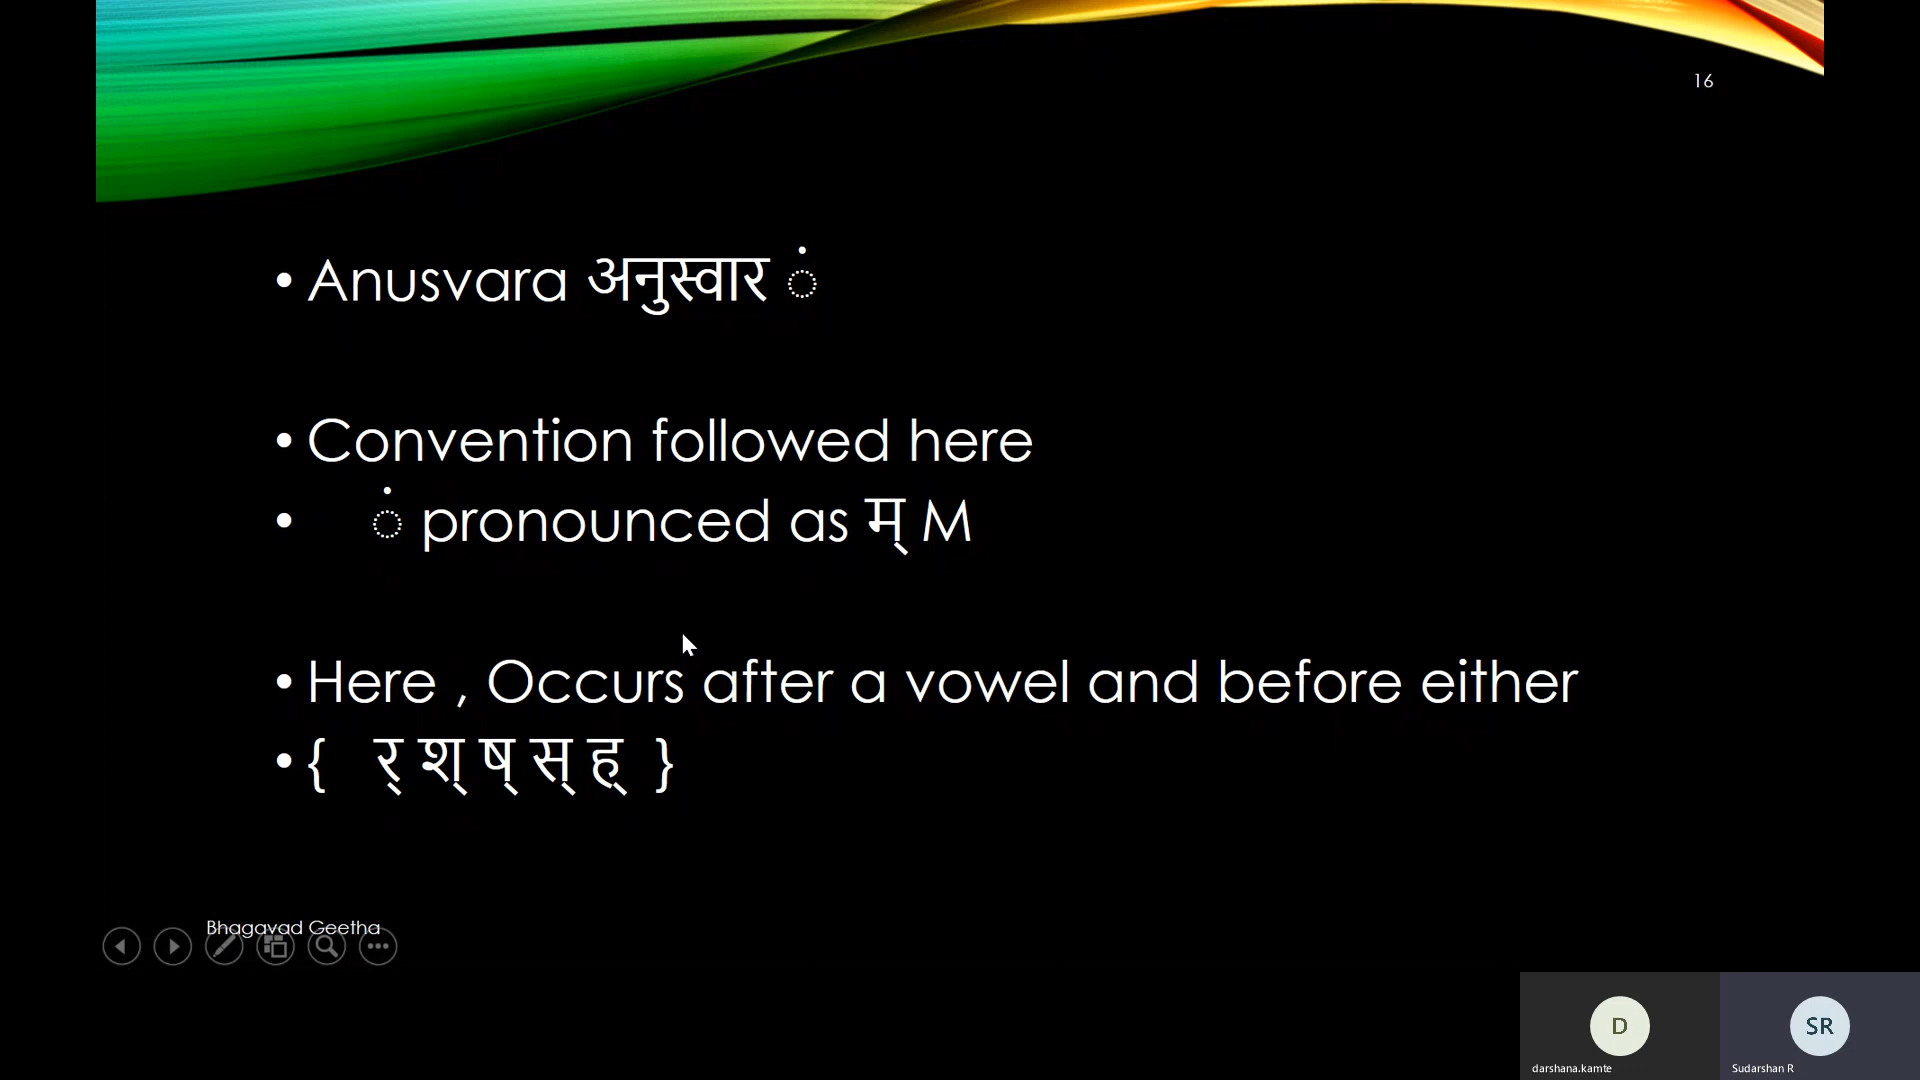 16
• Anusvara अनुस्वार ं
• Convention followed here
• ं pronounced as म् M
• Here , Occurs after a vowel and before either
• { र् श् ष् स् ह् }
Bhagavad Geetha
D
SR
darshana.kamte
Sudarshan R